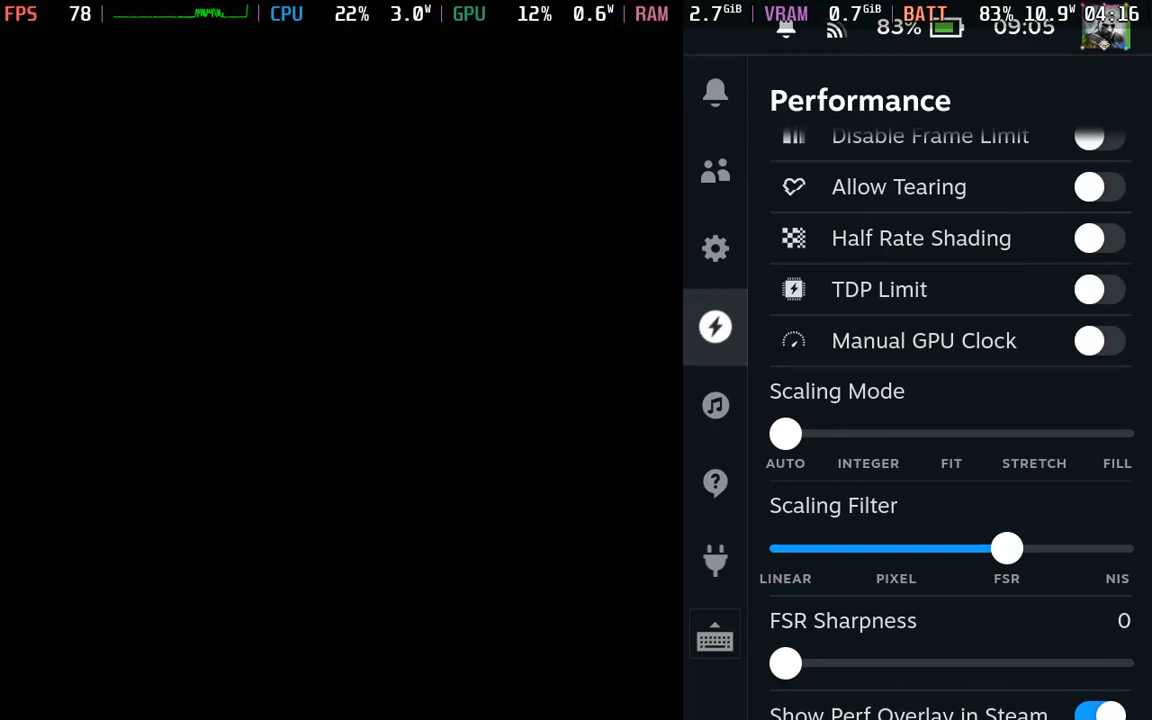 FPS 78 CPU 22% 3.0W GPU 12% 0.6W RAM 2.7GiB VRAM 0.7GiB BATT 83% 10.9W 04:16
83% 09:05
Performance
Disable Frame Limit
Allow Tearing
Half Rate Shading
TDP Limit
Manual GPU Clock
Scaling Mode
AUTO INTEGER FIT STRETCH FILL
Scaling Filter
LINEAR PIXEL FSR NIS
FSR Sharpness 0
Show Perf Overlay in Steam